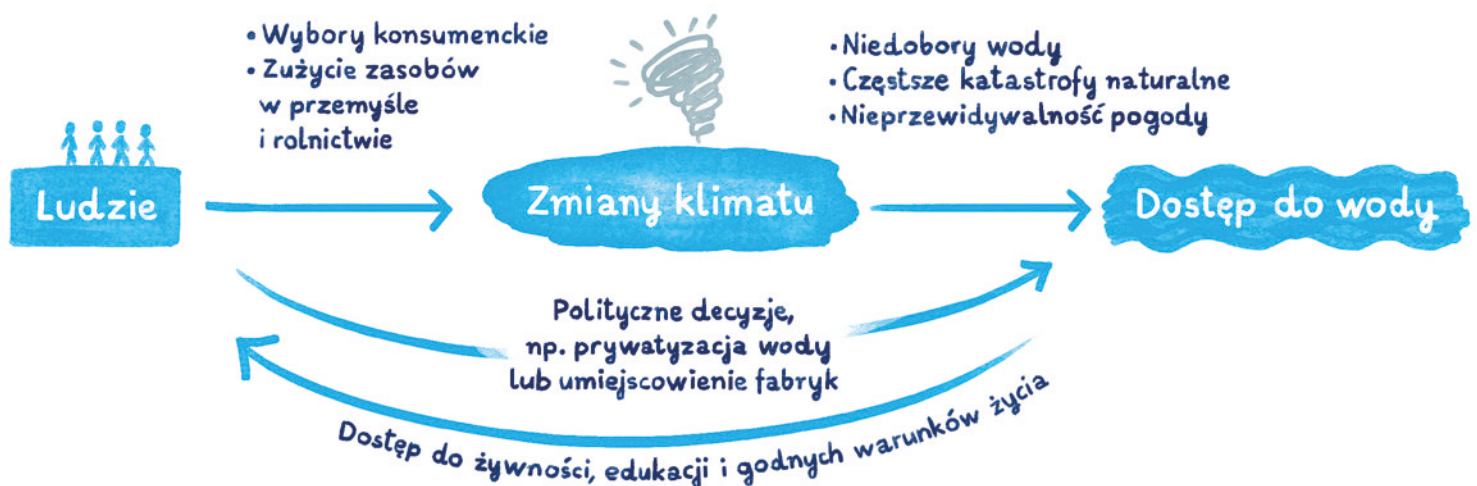 • Wybory konsumenckie
• Zużycie zasobów
w przemyśle
i rolnictwie
• Niedobory wody
• Częstsze katastrofy naturalne
• Nieprzewidywalność pogody
Ludzie
Zmiany klimatu
Dostęp do wody
Polityczne decyzje,
np. prywatyzacja wody
lub umiejscowienie fabryk
Dostęp do żywności, edukacji i godnych warunków życia